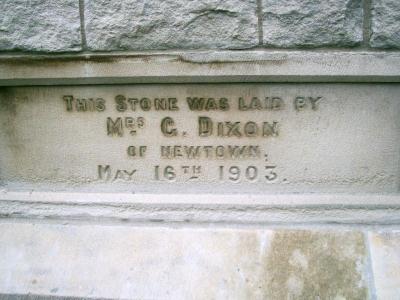 THIS STONE WAS LAID BY
MRS. G. DIXON
OF NEWTOWN.
MAY 16TH 1903.